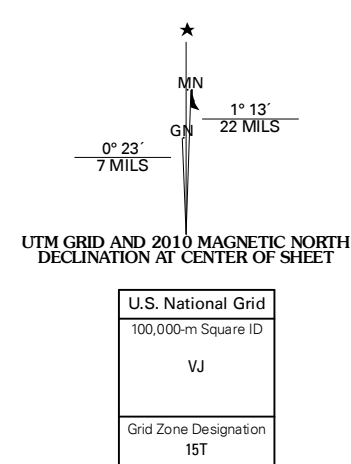 MN
1° 13´
22 MILS
GN
0° 23´
7 MILS
UTM GRID AND 2010 MAGNETIC NORTH
DECLINATION AT CENTER OF SHEET
U.S. National Grid
100,000-m Square ID
VJ
Grid Zone Designation
15T